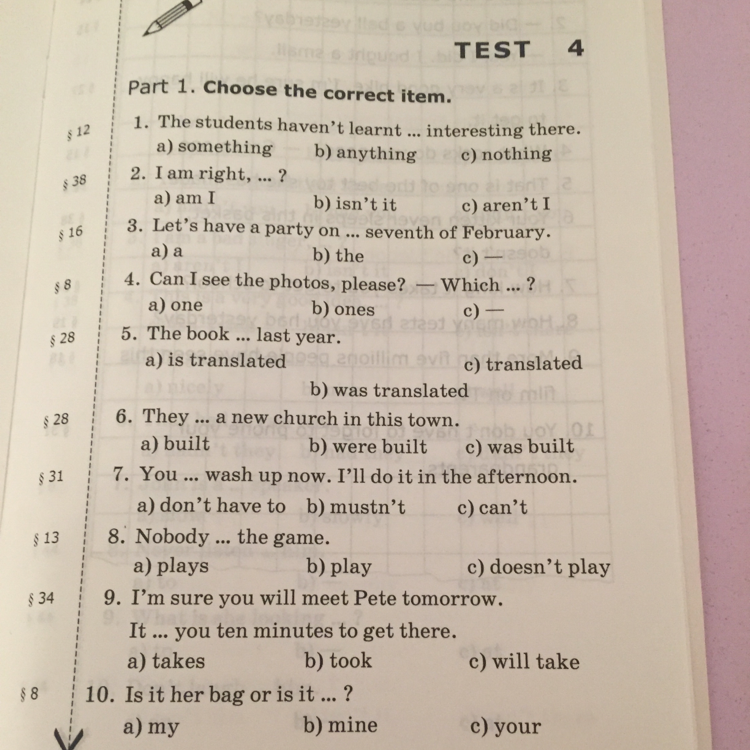 TEST 4
Part 1. Choose the correct item.
§ 12 1. The students haven't learnt ... interesting there.
a) something b) anything c) nothing
§ 38 2. I am right, ... ?
a) am I b) isn't it c) aren't I
§ 16 3. Let's have a party on ... seventh of February.
a) a b) the c) —
§ 8 4. Can I see the photos, please? — Which ... ?
a) one b) ones c) —
§ 28 5. The book ... last year.
a) is translated c) translated
b) was translated
§ 28 6. They ... a new church in this town.
a) built b) were built c) was built
§ 31 7. You ... wash up now. I'll do it in the afternoon.
a) don't have to b) mustn't c) can't
§ 13 8. Nobody ... the game.
a) plays b) play c) doesn't play
§ 34 9. I'm sure you will meet Pete tomorrow.
It ... you ten minutes to get there.
a) takes b) took c) will take
§ 8 10. Is it her bag or is it ... ?
a) my b) mine c) your